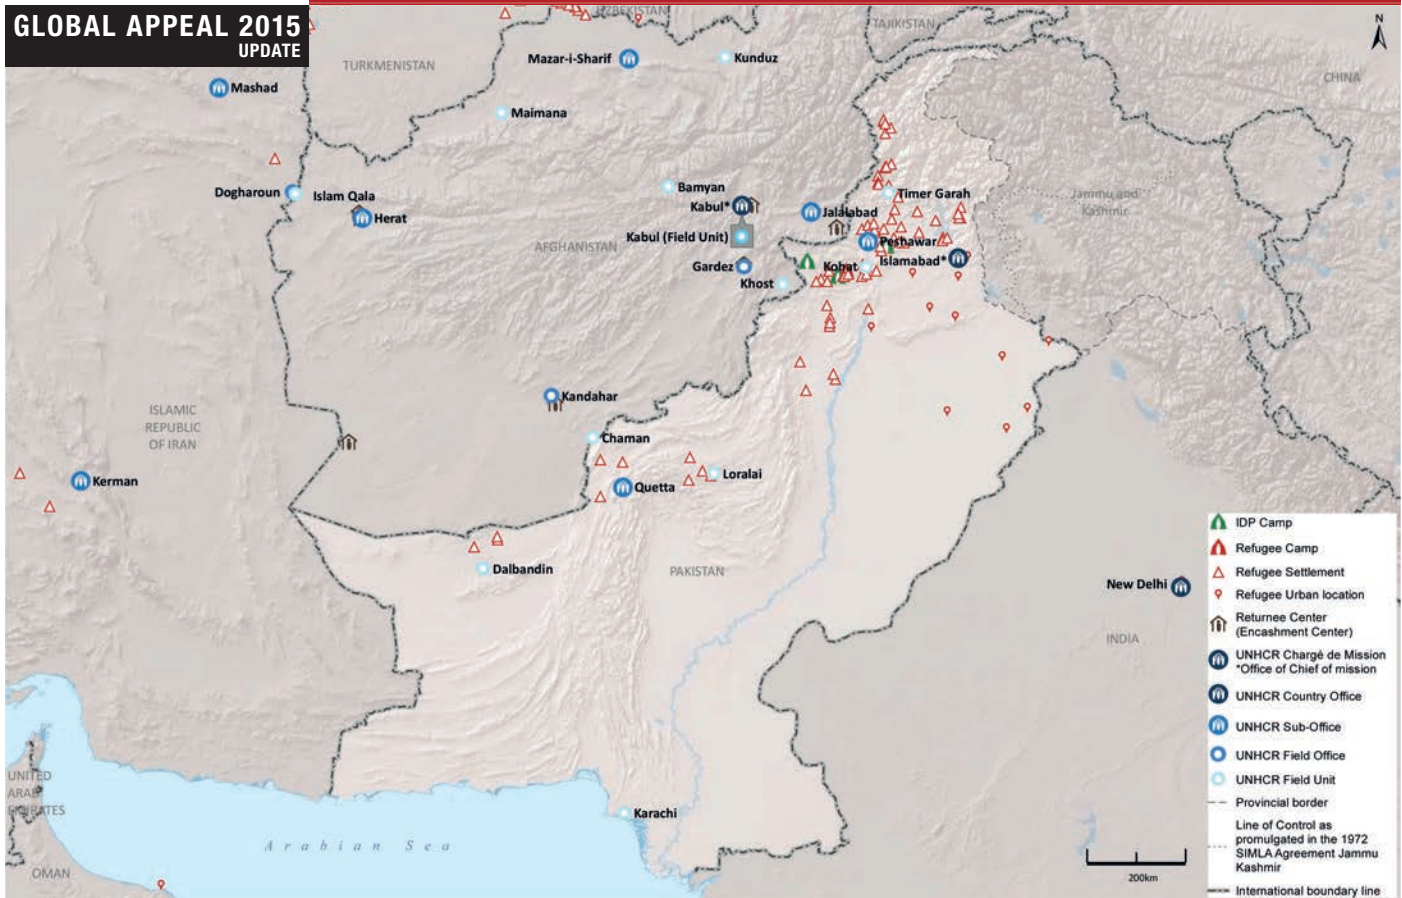 GLOBAL APPEAL 2015
UPDATE
UZBEKISTAN
TAJIKISTAN
N
TURKMENISTAN
Mazar-i-Sharif
Kunduz
CHINA
Mashad
Maimana
Dogharoun
Islam Qala
Herat
Bamyan
Kabul*
Jalalabad
Timer Garah
Jammu and
Kashmir
AFGHANISTAN
Kabul (Field Unit)
Peshawar
Gardez
Kohat
Islamabad*
Khost
Kandahar
ISLAMIC
REPUBLIC
OF IRAN
Chaman
Loralai
Kerman
Quetta
Dalbandin
PAKISTAN
New Delhi
INDIA
UNITED
ARAB
EMIRATES
Karachi
Arabian Sea
OMAN
200km
IDP Camp
Refugee Camp
Refugee Settlement
Refugee Urban location
Returnee Center
(Encashment Center)
UNHCR Chargé de Mission
*Office of Chief of mission
UNHCR Country Office
UNHCR Sub-Office
UNHCR Field Office
UNHCR Field Unit
Provincial border
Line of Control as
promulgated in the 1972
SIMLA Agreement Jammu
Kashmir
International boundary line